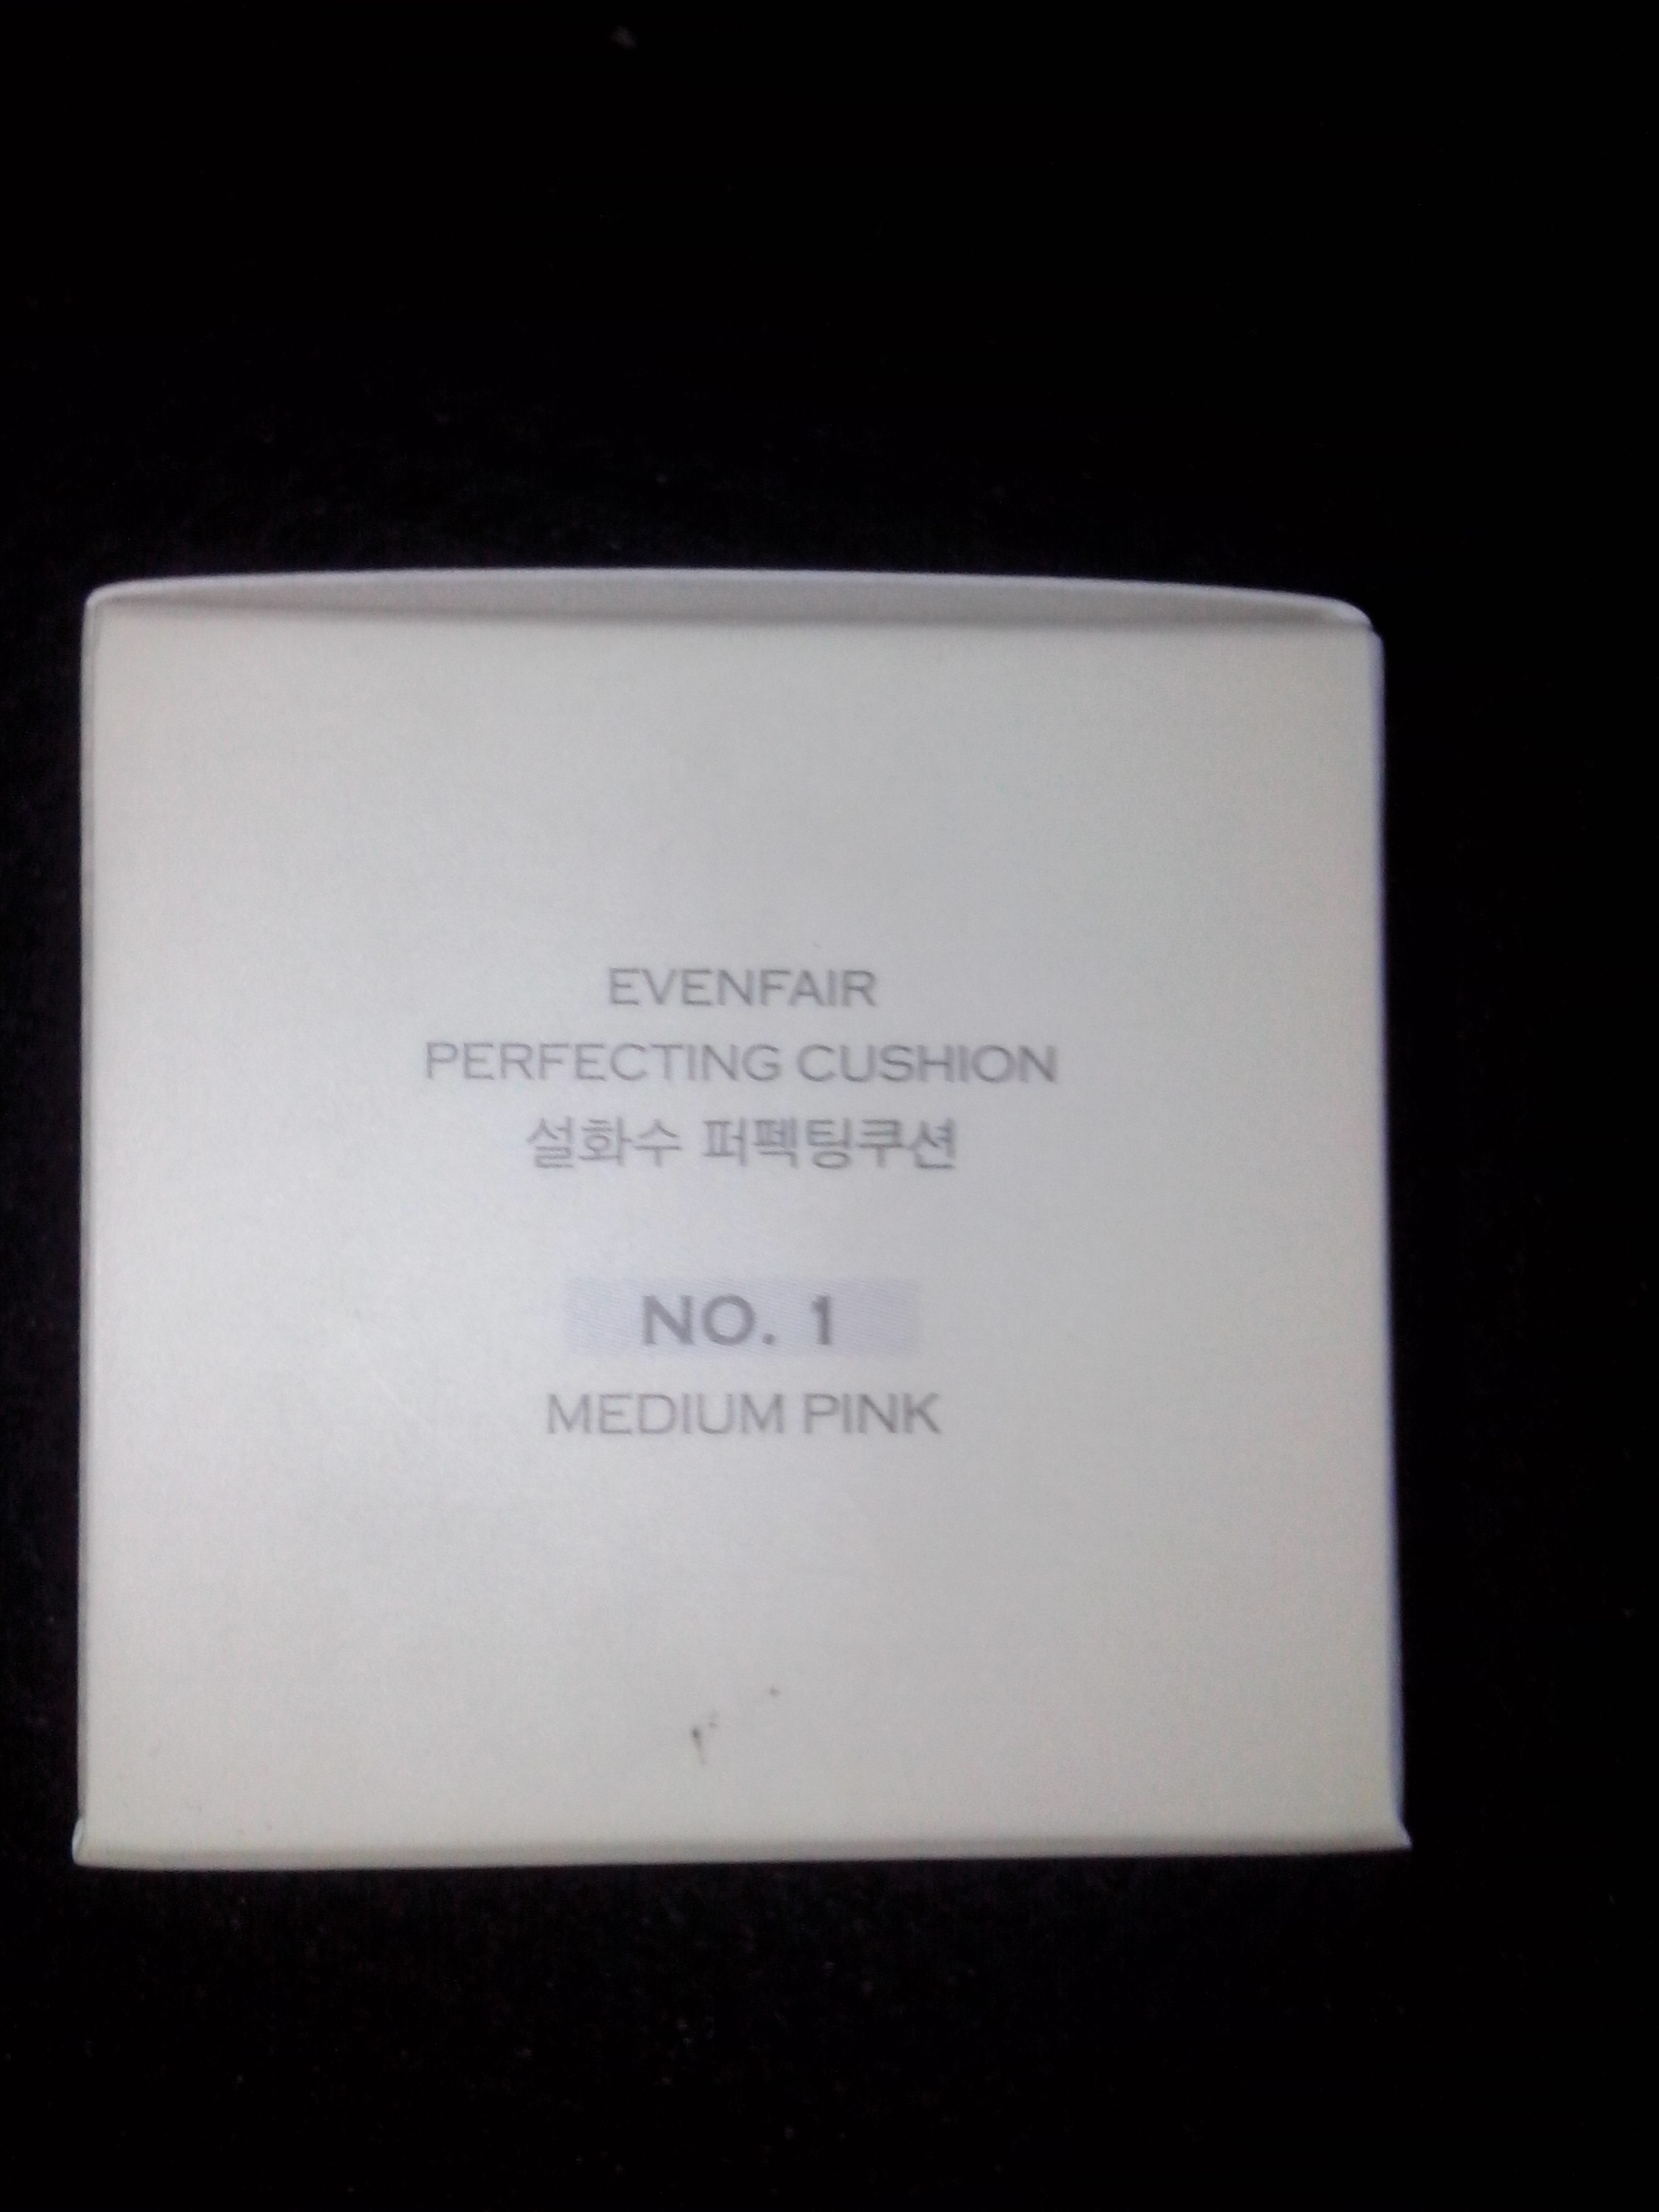 EVENFAIR
PERFECTING CUSHION
설화수 퍼펙팅쿠션
NO. 1
MEDIUM PINK